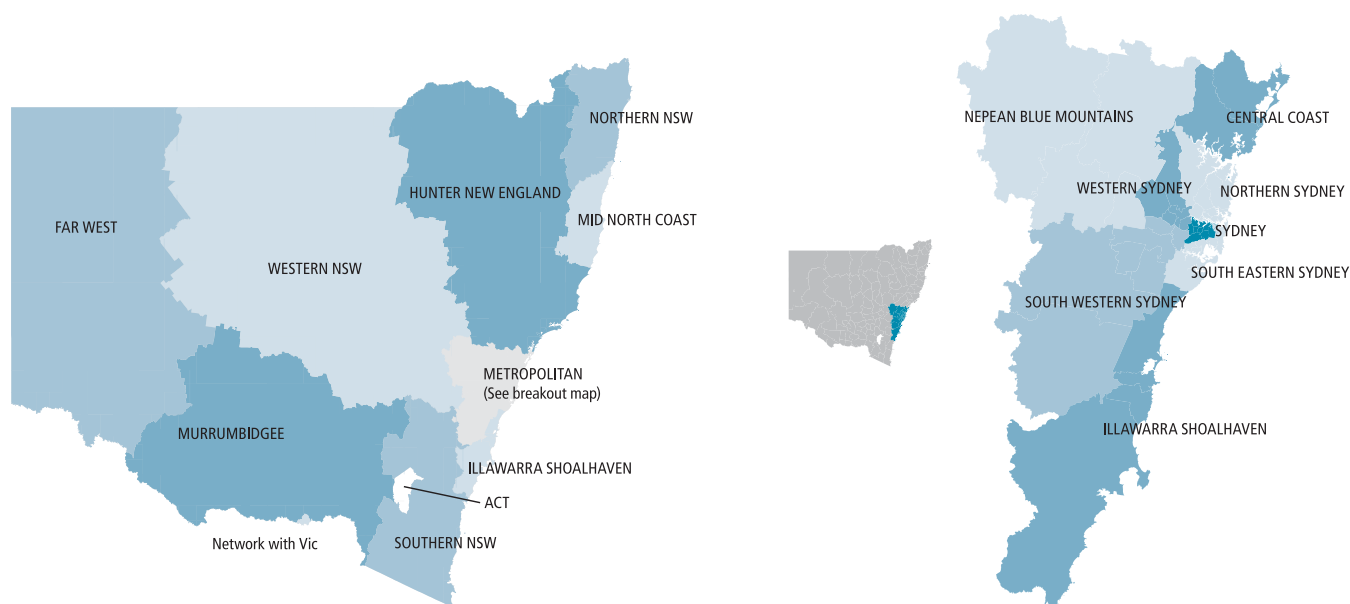 NORTHERN NSW
HUNTER NEW ENGLAND
MID NORTH COAST
FAR WEST
WESTERN NSW
METROPOLITAN
(See breakout map)
MURRUMBIDGEE
ILLAWARRA SHOALHAVEN
ACT
Network with Vic
SOUTHERN NSW
NEPEAN BLUE MOUNTAINS
CENTRAL COAST
WESTERN SYDNEY
NORTHERN SYDNEY
SYDNEY
SOUTH EASTERN SYDNEY
SOUTH WESTERN SYDNEY
ILLAWARRA SHOALHAVEN